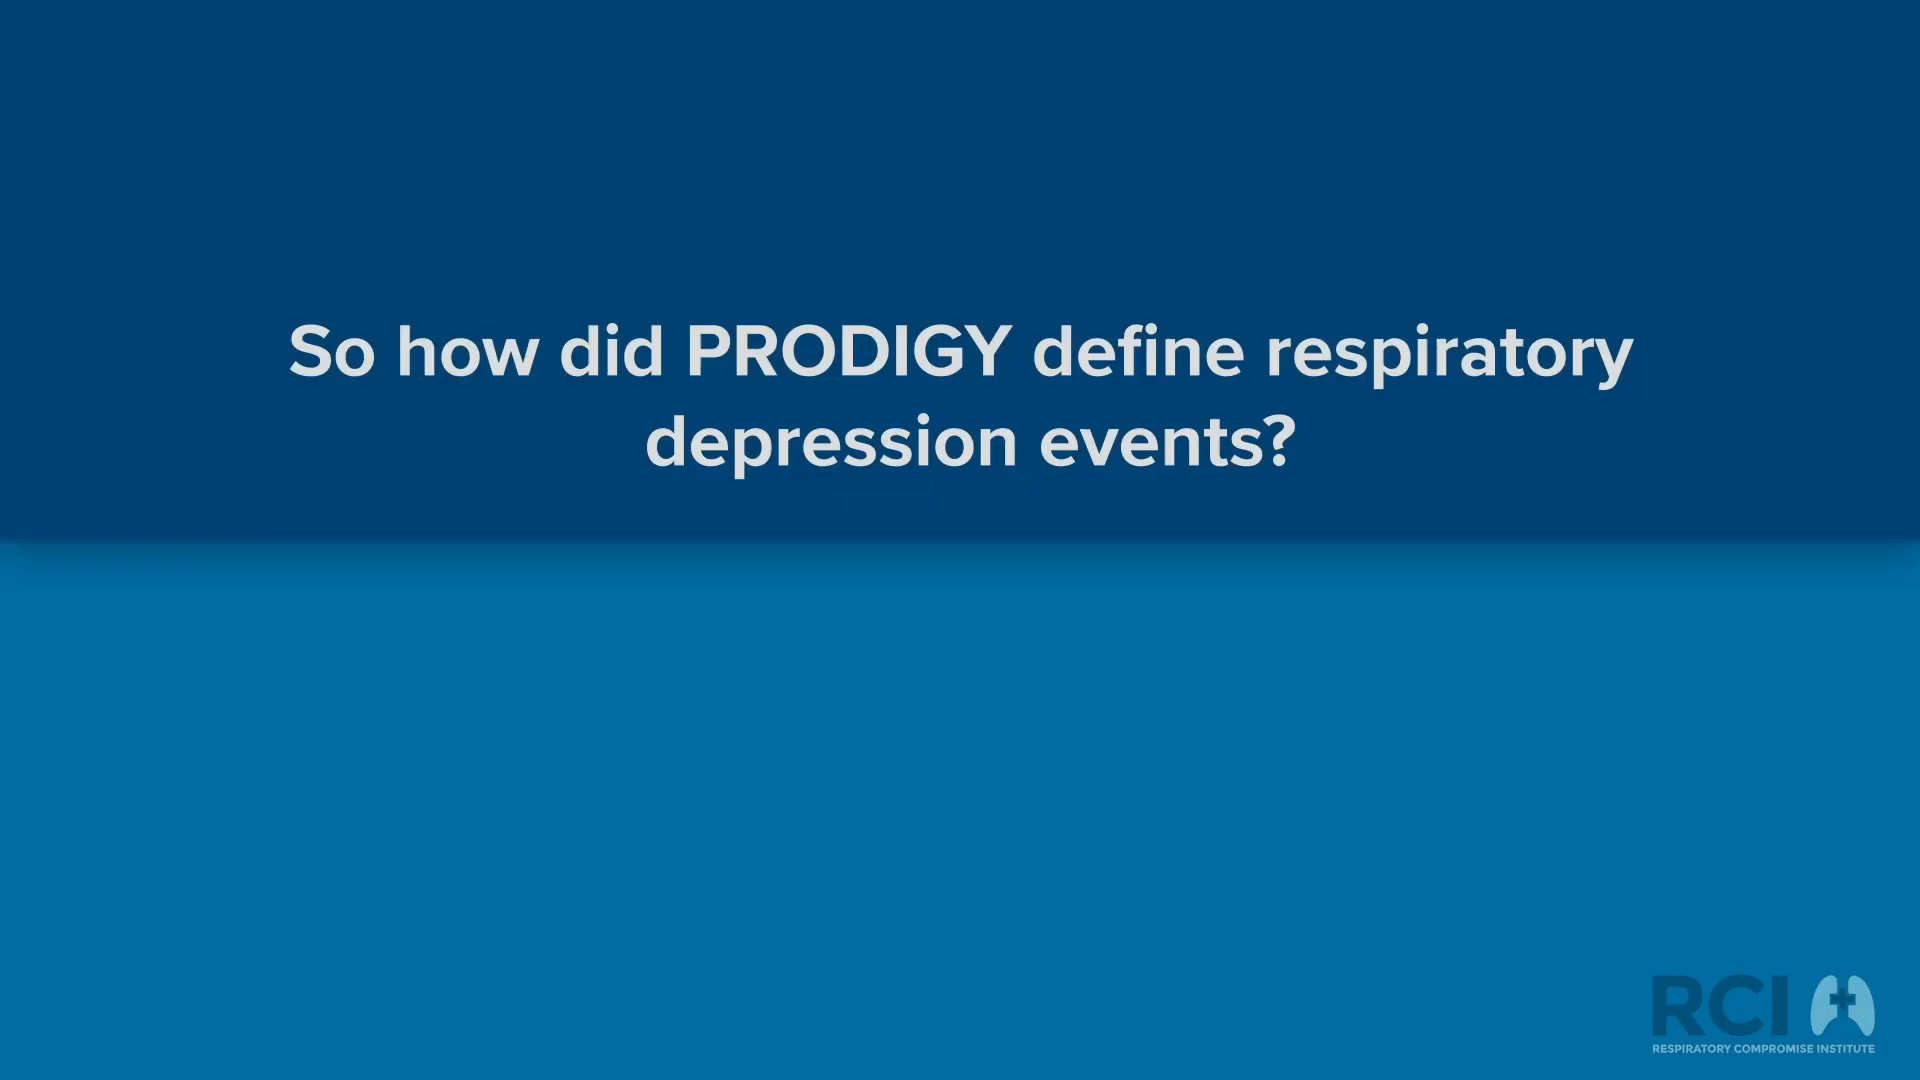 So how did PRODIGY define respiratory
depression events?
RCI
RESPIRATORY COMPROMISE INSTITUTE